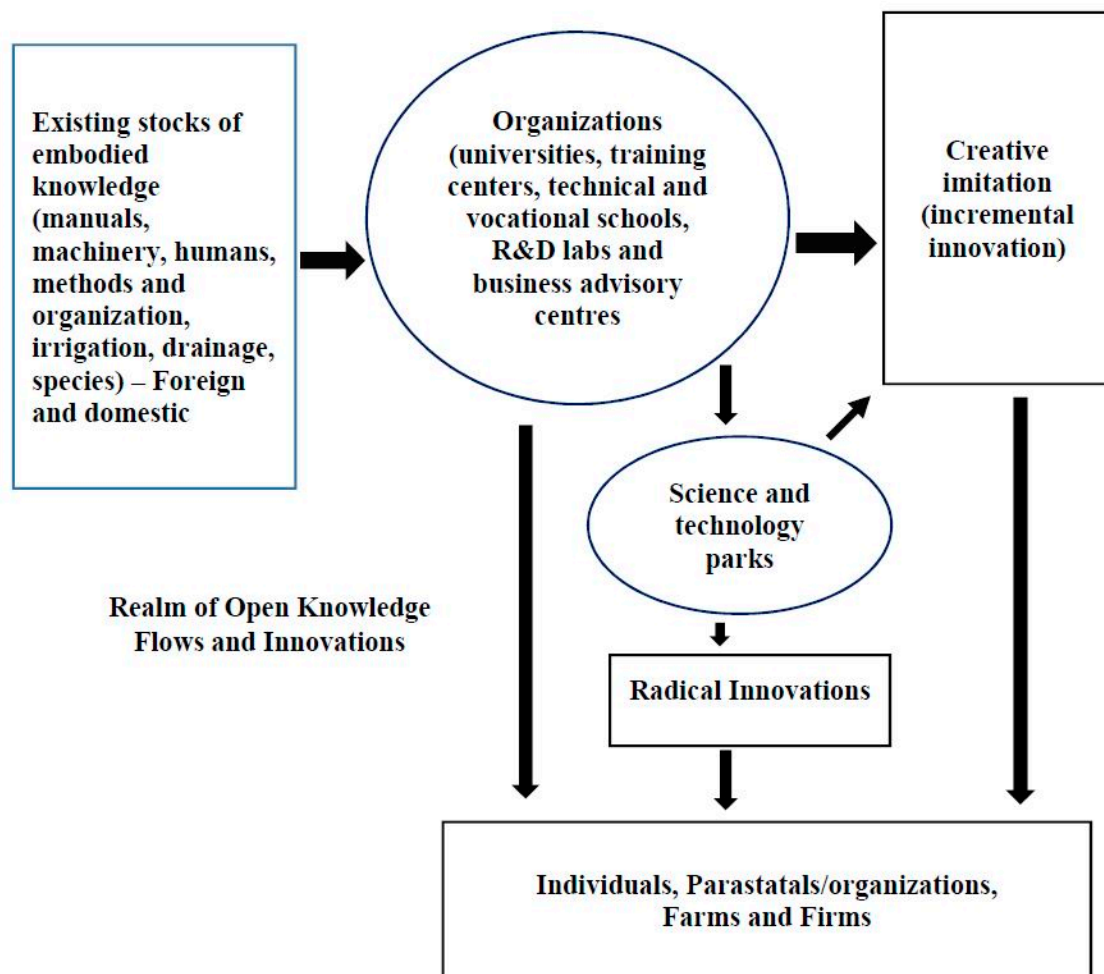 Existing stocks of
embodied
knowledge
(manuals,
machinery, humans,
methods and
organization,
irrigation, drainage,
species) – Foreign
and domestic
Organizations
(universities, training
centers, technical and
vocational schools,
R&D labs and
business advisory
centres
Creative
imitation
(incremental
innovation)
Science and
technology
parks
Realm of Open Knowledge
Flows and Innovations
Radical Innovations
Individuals, Parastatals/organizations,
Farms and Firms